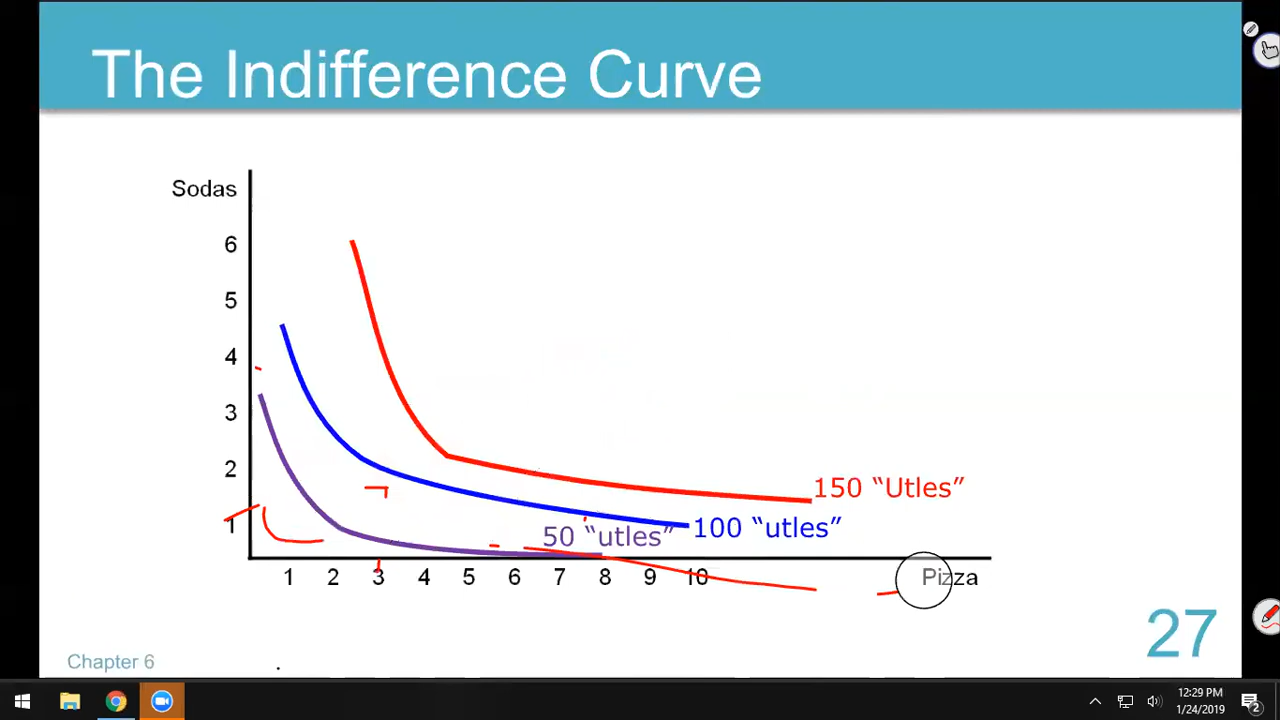 The Indifference Curve
Sodas
6
5
4
3
2
1
150 “Utles”
100 “utles”
50 “utles”
1 2 3 4 5 6 7 8 9 10
Pizza
27
Chapter 6
12:29 PM
1/24/2019
2